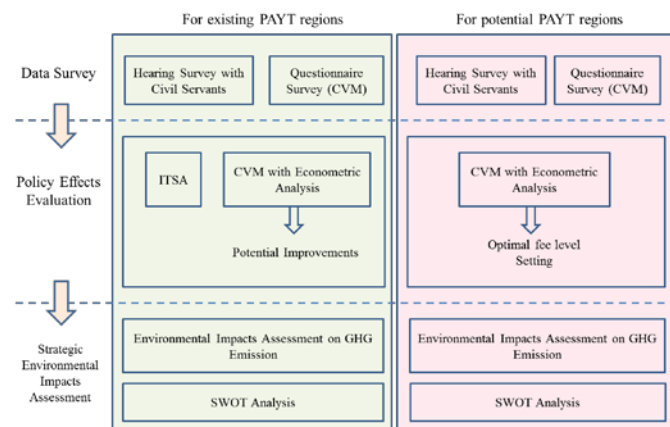 For existing PAYT regions
For potential PAYT regions
Data Survey
Hearing Survey with
Civil Servants
Questionnaire
Survey (CVM)
Hearing Survey with
Civil Servants
Questionnaire
Survey (CVM)
Policy Effects
Evaluation
ITSA
CVM with Econometric
Analysis
Potential Improvements
CVM with Econometric
Analysis
Optimal fee level
Setting
Strategic
Environmental
Impacts
Assessment
Environmental Impacts Assessment on GHG
Emission
SWOT Analysis
Environmental Impacts Assessment on GHG
Emission
SWOT Analysis